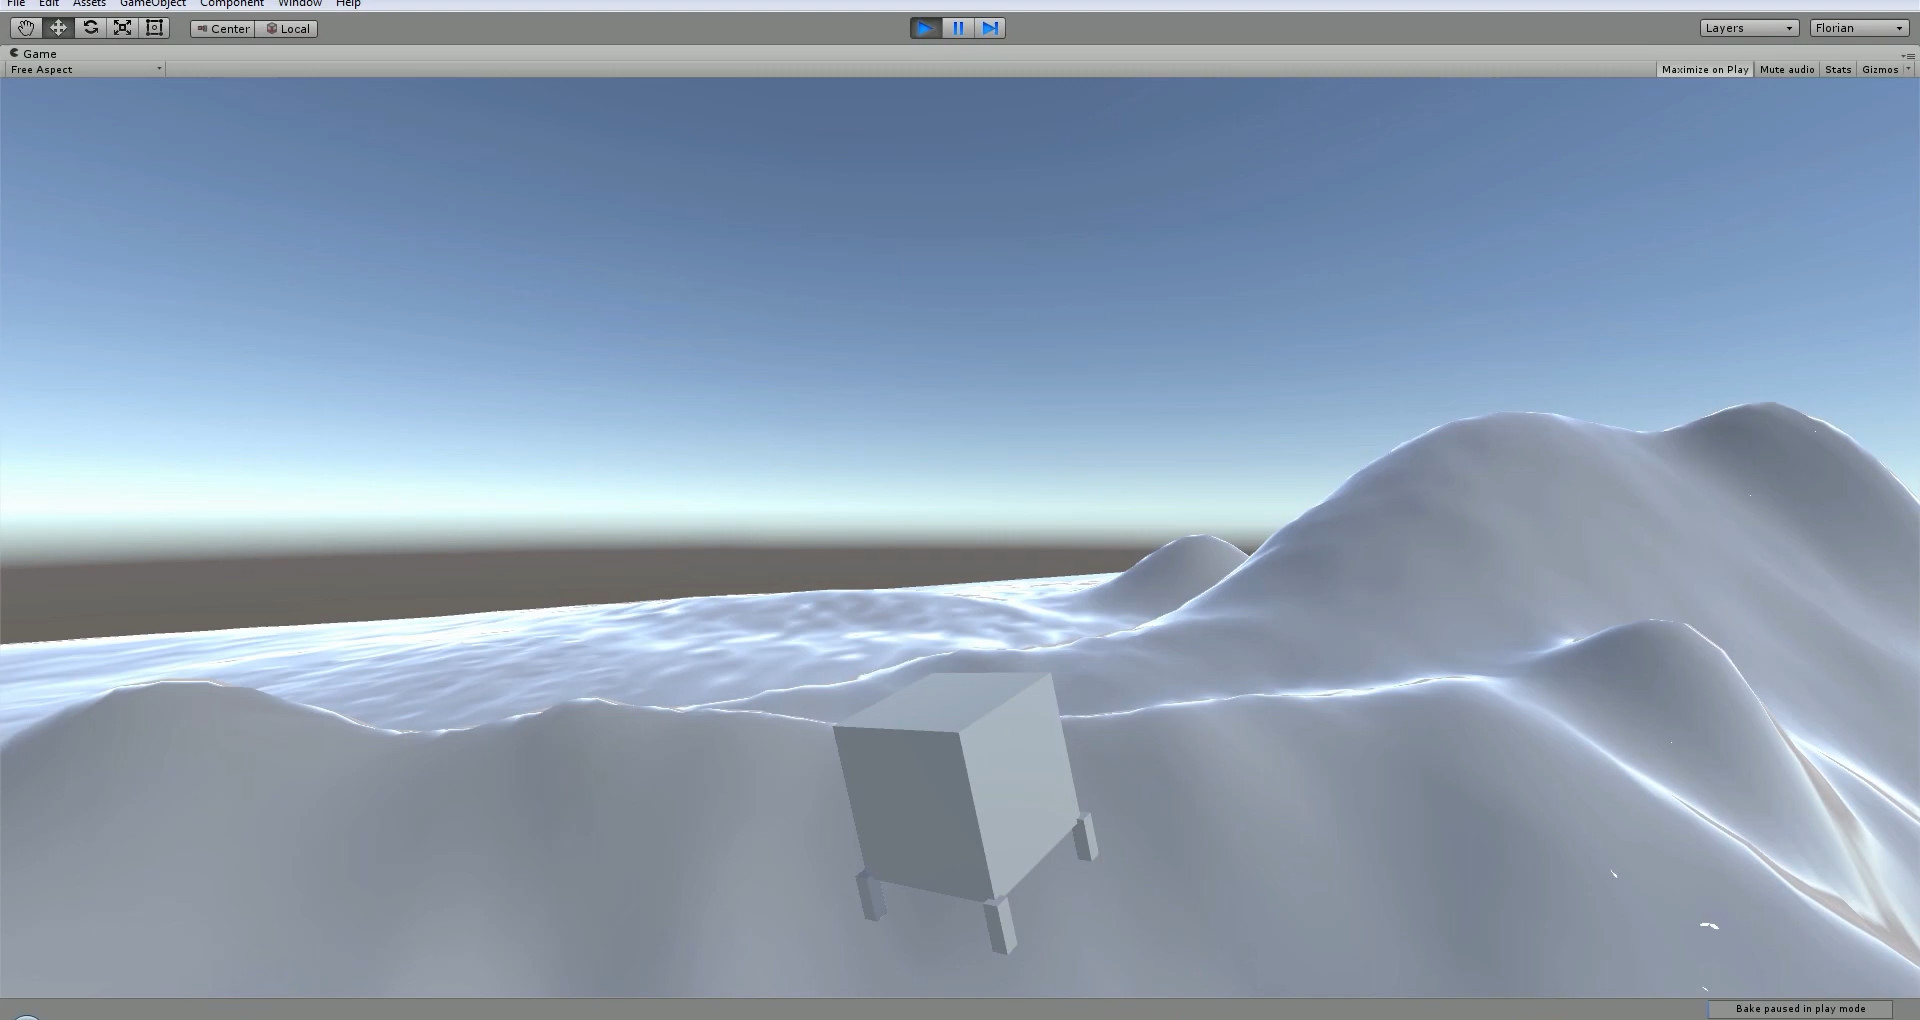 File Edit Assets GameObject Component Window Help
Center Local Layers Florian
Game
Free Aspect Maximize on Play Mute audio Stats Gizmos
Bake paused in play mode